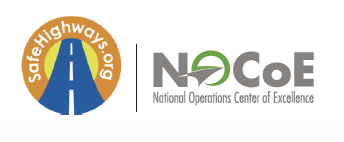 SafeHighways.org
NOCoE
National Operations Center of Excellence